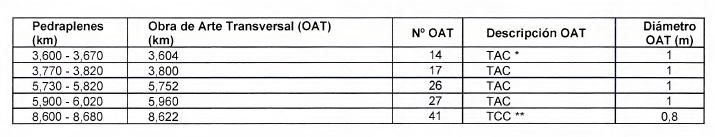 Pedraplenes (km) Obra de Arte Transversal (OAT) (km) Nº OAT Descripción OAT Diámetro OAT (m)
3,600 - 3,670 3,604 14 TAC * 1
3,770 - 3,820 3,800 17 TAC 1
5,730 - 5,820 5,752 26 TAC 1
5,900 - 6,020 5,960 27 TAC 1
8,600 - 8,680 8,622 41 TCC ** 0,8